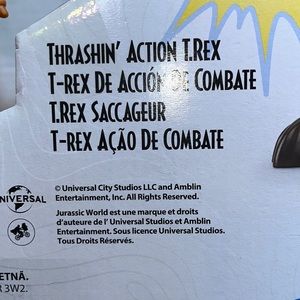 THRASHIN' ACTION T.REX
T-REX DE ACCIÓN DE COMBATE
T.REX SACCAGEUR
T-REX AÇÃO DE COMBATE
© Universal City Studios LLC and Amblin
Entertainment, Inc. All Rights Reserved.
UNIVERSAL
Jurassic World est une marque et droits
d'auteure de l' Universal Studios et Amblin
Entertainment. Sous licence Universal Studios.
Tous Droits Réservés.
ETNÄ.
3W2.